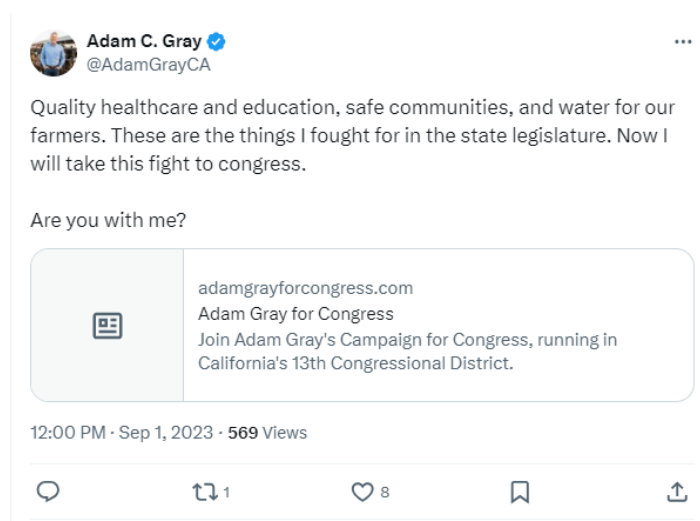 Adam C. Gray
@AdamGrayCA
Quality healthcare and education, safe communities, and water for our
farmers. These are the things I fought for in the state legislature. Now I
will take this fight to congress.
Are you with me?
adamgrayforcongress.com
Adam Gray for Congress
Join Adam Gray's Campaign for Congress, running in
California's 13th Congressional District.
12:00 PM · Sep 1, 2023 · 569 Views
1 8